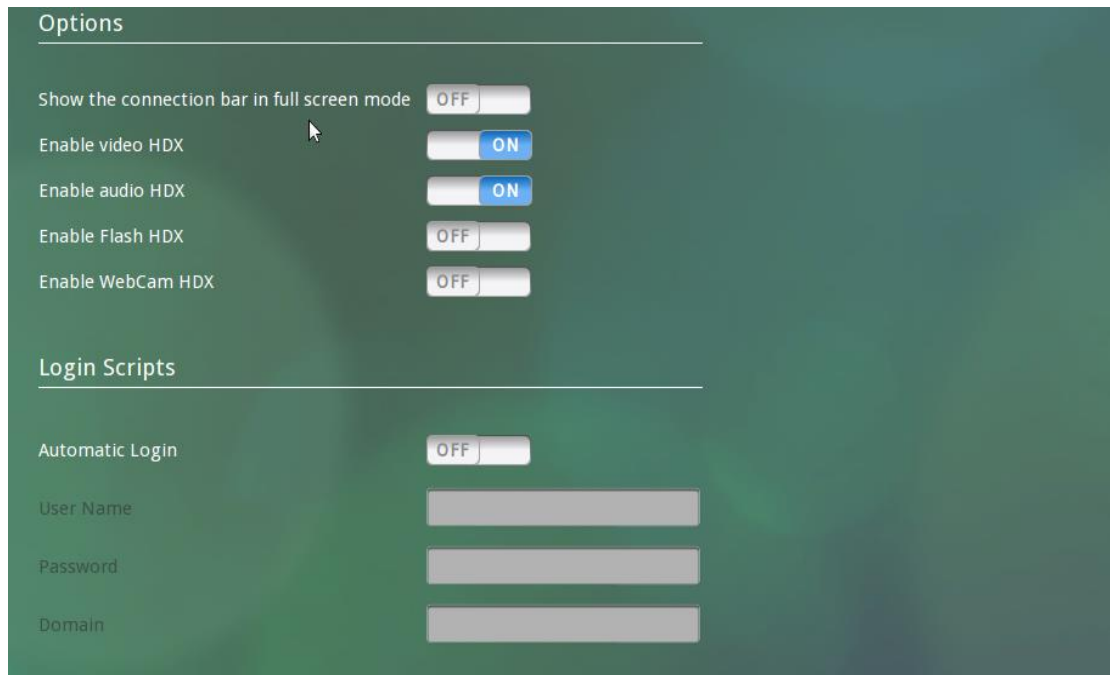 Options
Show the connection bar in full screen mode OFF
Enable video HDX ON
Enable audio HDX ON
Enable Flash HDX OFF
Enable WebCam HDX OFF
Login Scripts
Automatic Login OFF
User Name
Password
Domain